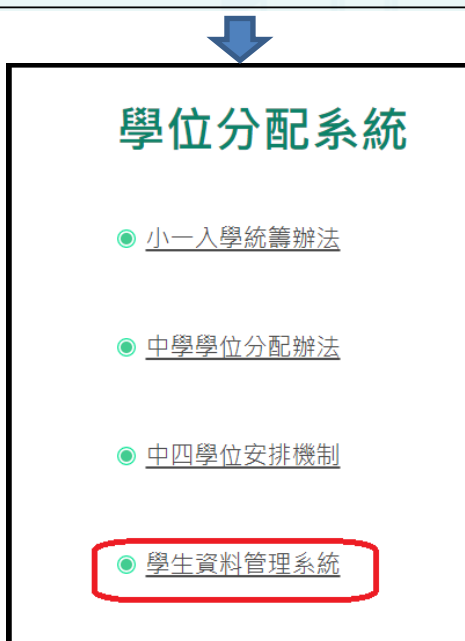 學位分配系統
小一入學統籌辦法
中學學位分配辦法
中四學位安排機制
學生資料管理系統